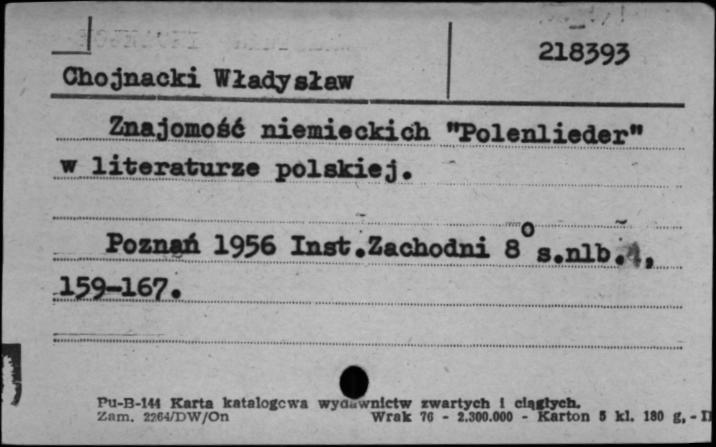 218393
Chojnacki Władysław
Znajomość niemieckich "Polenlieder"
w literaturze polskiej.
Poznań 1956 Inst.Zachodni 8° s.nlb. ,
159-167.
Pu-B-144 Karta katalogowa wydawnictw zwartych i ciągłych.
Zam. 2264/DW/On Wrak 76 - 2.300.000 - Karton 5 kl. 180 g. -